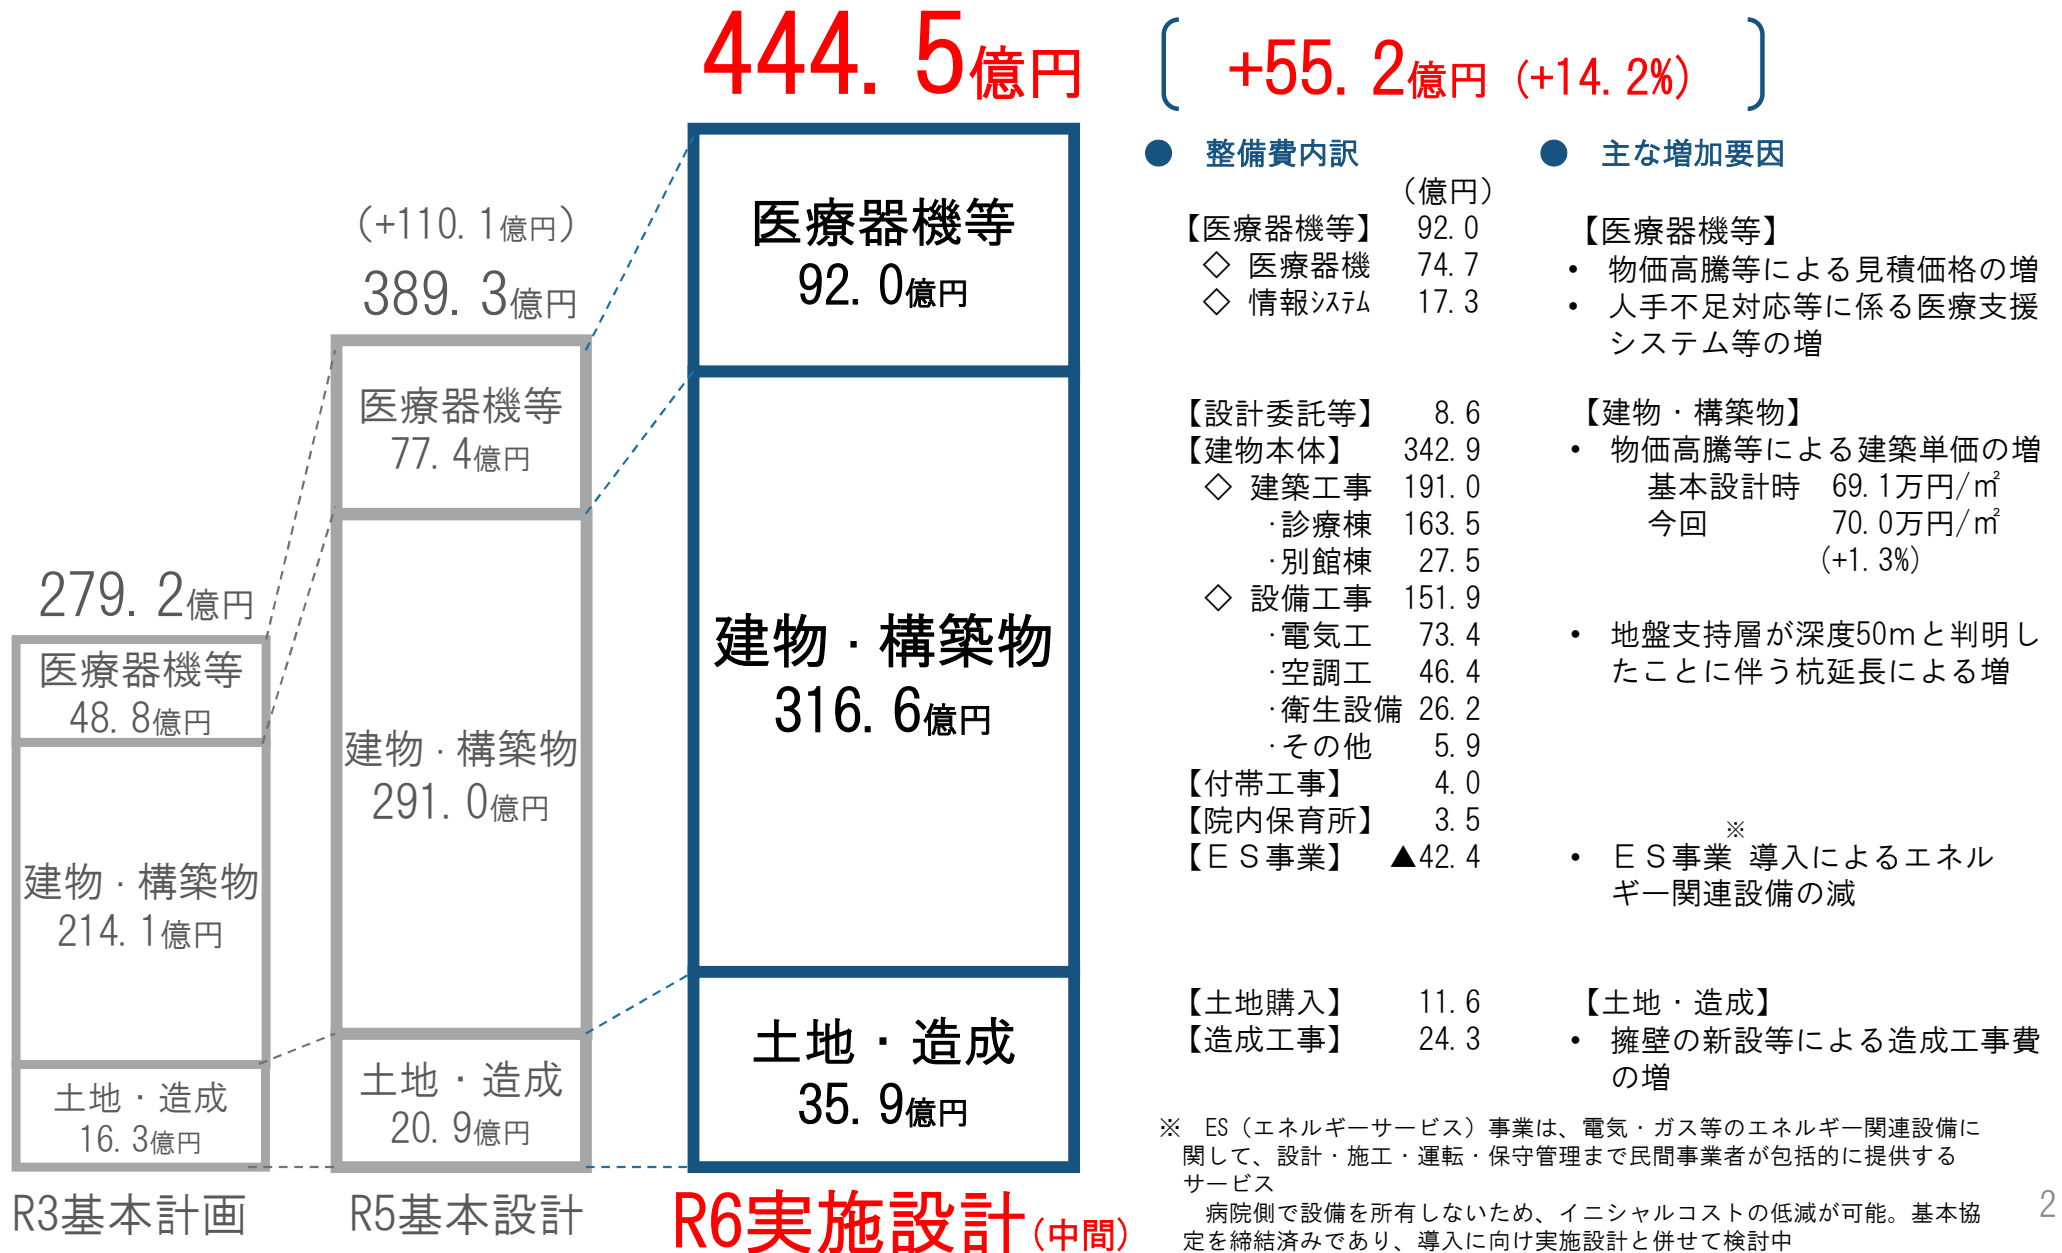 444.5億円
+55.2億円（+14.2%）
（+110.1億円）
389.3億円
279.2億円
医療器機等
48.8億円
建物・構築物
214.1億円
土地・造成
16.3億円
R3基本計画
医療器機等
77.4億円
建物・構築物
291.0億円
土地・造成
20.9億円
R5基本設計
医療器機等
92.0億円
建物・構築物
316.6億円
土地・造成
35.9億円
R6実施設計（中間）
● 整備費内訳
（億円）
【医療器機等】 92.0
◇ 医療器機 74.7
◇ 情報ｼｽﾃﾑ 17.3
【設計委託等】 8.6
【建物本体】 342.9
◇ 建築工事 191.0
・診療棟 163.5
・別館棟 27.5
◇ 設備工事 151.9
・電気工 73.4
・空調工 46.4
・衛生設備 26.2
・その他 5.9
【付帯工事】 4.0
【院内保育所】 3.5
【ＥＳ事業】 ▲42.4
【土地購入】 11.6
【造成工事】 24.3
● 主な増加要因
【医療器機等】
• 物価高騰等による見積価格の増
• 人手不足対応等に係る医療支援
システム等の増
【建物・構築物】
• 物価高騰等による建築単価の増
基本設計時 69.1万円/㎡
今回 70.0万円/㎡
(+1.3%)
• 地盤支持層が深度50ｍと判明し
たことに伴う杭延長による増
※
• ＥＳ事業 導入によるエネル
ギー関連設備の減
【土地・造成】
• 擁壁の新設等による造成工事費
の増
※ ES（エネルギーサービス）事業は、電気・ガス等のエネルギー関連設備に
関して、設計・施工・運転・保守管理まで民間事業者が包括的に提供する
サービス
病院側で設備を所有しないため、イニシャルコストの低減が可能。基本協
定を締結済みであり、導入に向け実施設計と併せて検討中
2